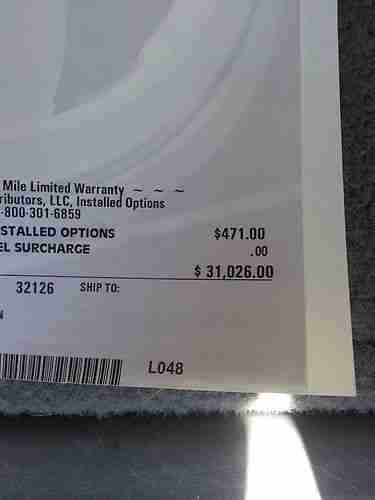 Mile Limited Warranty ~ ~ ~
ributors, LLC, Installed Options
-800-301-6859
STALLED OPTIONS $471.00
EL SURCHARGE .00
$ 31,026.00
32126 SHIP TO:
N
L048